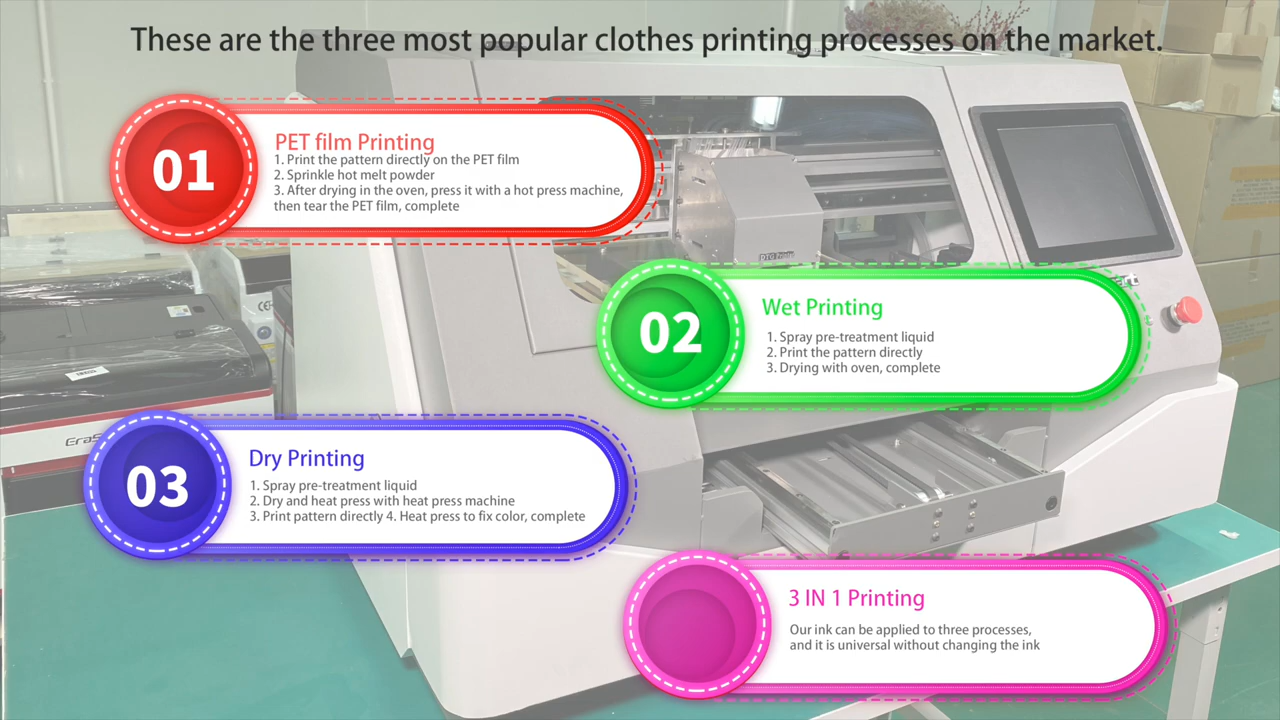 These are the three most popular clothes printing processes on the market.
01
PET film Printing
1. Print the pattern directly on the PET film
2. Sprinkle hot melt powder
3. After drying in the oven, press it with a hot press machine,
then tear the PET film, complete
DTG Printer
CET
02
Wet Printing
1. Spray pre-treatment liquid
2. Print the pattern directly
3. Drying with oven, complete
EraS
03
Dry Printing
1. Spray pre-treatment liquid
2. Dry and heat press with heat press machine
3. Print pattern directly 4. Heat press to fix color, complete
3 IN 1 Printing
Our ink can be applied to three processes,
and it is universal without changing the ink